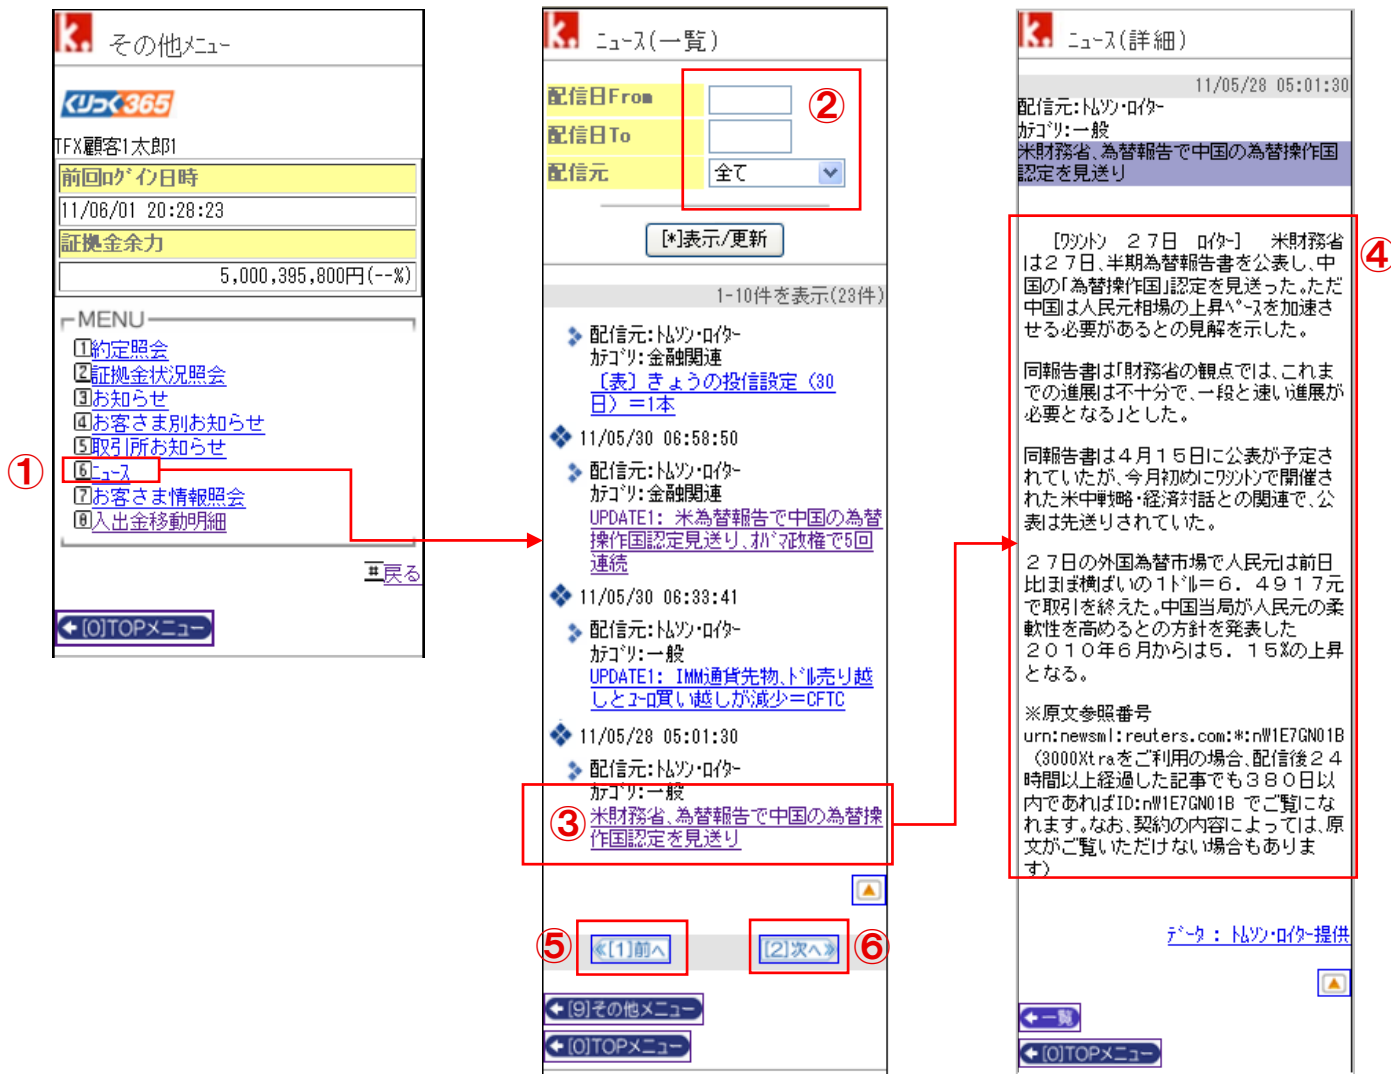 k. その他ﾒﾆｭｰ
くりっく365
TFX顧客1太郎1
前回ﾛｸﾞｲﾝ日時
11/06/01 20:28:23
証拠金余力
5,000,395,800円(--%)
MENU
1約定照会
2証拠金状況照会
3お知らせ
4お客さま別お知らせ
5取引所お知らせ
①
6ﾆｭｰｽ
7お客さま情報照会
8入出金移動明細
#戻る
[0]TOPメニュー
k. ﾆｭｰｽ(一覧)
配信日From
②
配信日To
配信元 全て
[*]表示/更新
1-10件を表示(23件)
配信元:ﾄﾑｿﾝ･ﾛｲﾀｰ
ｶﾃｺﾞﾘ:金融関連
〔表〕きょうの投信設定（30
日）＝1本
11/05/30 06:58:50
配信元:ﾄﾑｿﾝ･ﾛｲﾀｰ
ｶﾃｺﾞﾘ:金融関連
UPDATE1: 米為替報告で中国の為替
操作国認定見送り､ｵﾊﾞﾏ政権で5回
連続
11/05/30 06:33:41
配信元:ﾄﾑｿﾝ･ﾛｲﾀｰ
ｶﾃｺﾞﾘ:一般
UPDATE1: IMM通貨先物､ﾄﾞﾙ売り越
しとﾕｰﾛ買い越しが減少＝CFTC
11/05/28 05:01:30
配信元:ﾄﾑｿﾝ･ﾛｲﾀｰ
ｶﾃｺﾞﾘ:一般
③
米財務省､為替報告で中国の為替操
作国認定を見送り
⑤
≪[1]前へ
[2]次へ≫
⑥
[9]その他メニュー
[0]TOPメニュー
k. ﾆｭｰｽ(詳細)
11/05/28 05:01:30
配信元:ﾄﾑｿﾝ･ﾛｲﾀｰ
ｶﾃｺﾞﾘ:一般
米財務省､為替報告で中国の為替操作国
認定を見送り
④
[ﾜｼﾝﾄﾝ　２７日　ﾛｲﾀｰ]　米財務省
は２７日､半期為替報告書を公表し､中
国の｢為替操作国｣認定を見送った｡ただ
中国は人民元相場の上昇ﾍﾟｰｽを加速さ
せる必要があるとの見解を示した｡
同報告書は｢財務省の観点では､これま
での進展は不十分で､一段と速い進展が
必要となる｣とした｡
同報告書は４月１５日に公表が予定さ
れていたが､今月初めにﾜｼﾝﾄﾝで開催さ
れた米中戦略･経済対話との関連で､公
表は先送りされていた｡
２７日の外国為替市場で人民元は前日
比ほぼ横ばいの１ﾄﾞﾙ＝６．４９１７元
で取引を終えた｡中国当局が人民元の柔
軟性を高めるとの方針を発表した
２０１０年６月からは５．１５%の上昇
となる｡
※原文参照番号
urn:newsml:reuters.com:*:nW1E7GN01B
（3000Xtraをご利用の場合､配信後２４
時間以上経過した記事でも３８０日以
内であればID:nW1E7GN01B でご覧にな
れます｡なお､契約の内容によっては､原
文がご覧いただけない場合もありま
す）
ﾃﾞｰﾀ : ﾄﾑｿﾝ･ﾛｲﾀｰ提供
一覧
[0]TOPメニュー